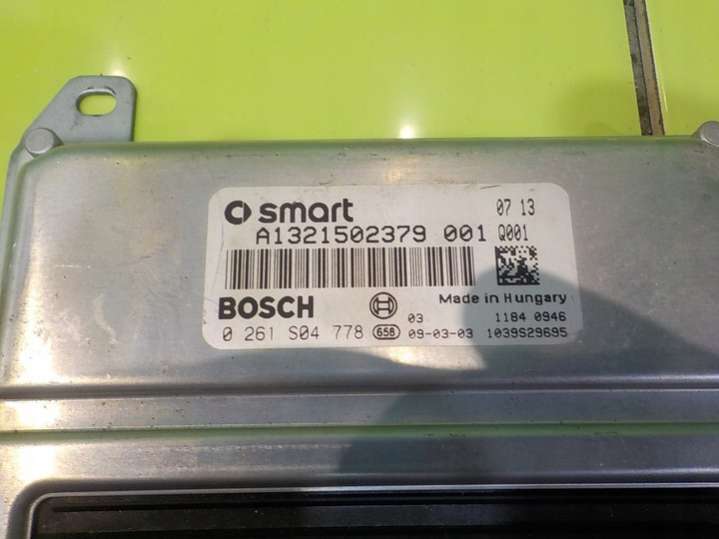 smart 07 13
A1321502379 001 Q001
BOSCH Made in Hungary
03 1184 0946
0 261 S04 778 656 09-03-03 1039S29695